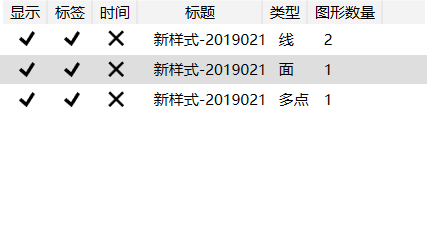 显示 标签 时间 标题 类型 图形数量
新样式-2019021 线 2
新样式-2019021 面 1
新样式-2019021 多点 1